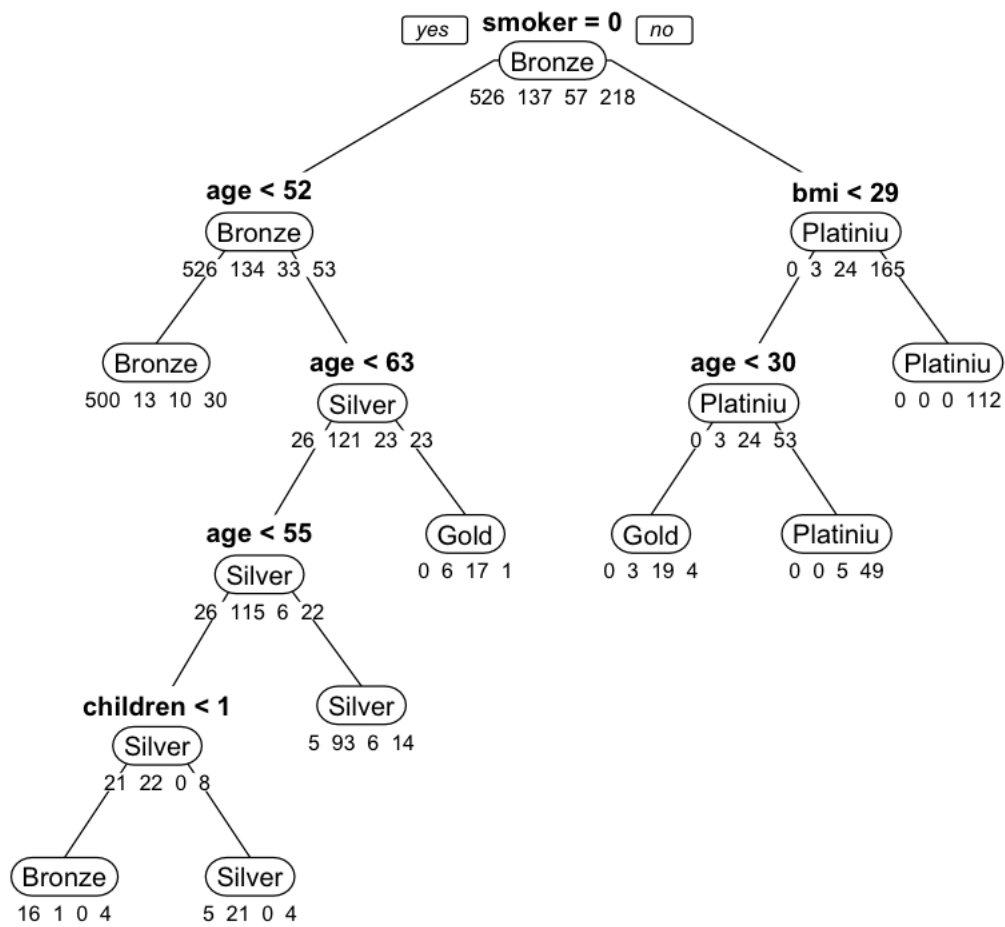 yes smoker = 0 no
Bronze
526 137 57 218
age < 52 bmi < 29
Bronze Platiniu
526 134 33 53 0 3 24 165
Bronze age < 63 age < 30 Platiniu
500 13 10 30 Silver Platiniu 0 0 0 112
26 121 23 23 0 3 24 53
age < 55 Gold Gold Platiniu
Silver 0 6 17 1 0 3 19 4 0 0 5 49
26 115 6 22
children < 1 Silver
Silver 5 93 6 14
21 22 0 8
Bronze Silver
16 1 0 4 5 21 0 4